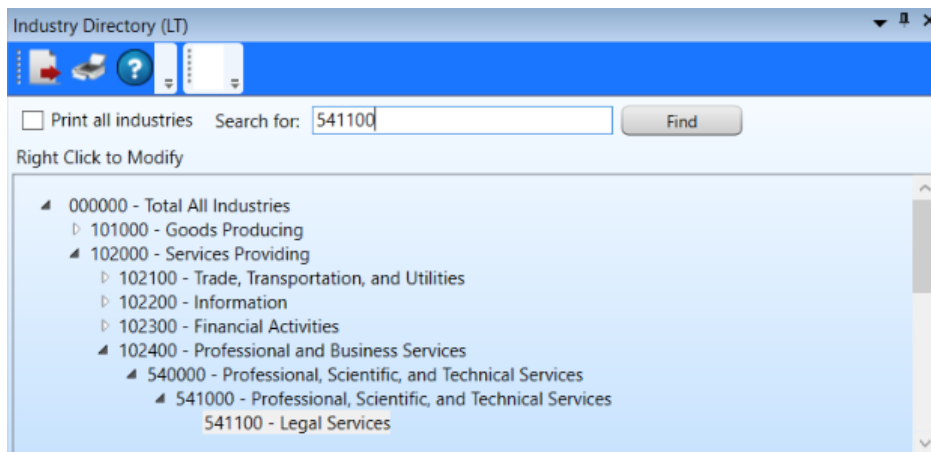 Industry Directory (LT)
?
Print all industries Search for: 541100 Find
Right Click to Modify
000000 - Total All Industries
101000 - Goods Producing
102000 - Services Providing
102100 - Trade, Transportation, and Utilities
102200 - Information
102300 - Financial Activities
102400 - Professional and Business Services
540000 - Professional, Scientific, and Technical Services
541000 - Professional, Scientific, and Technical Services
541100 - Legal Services